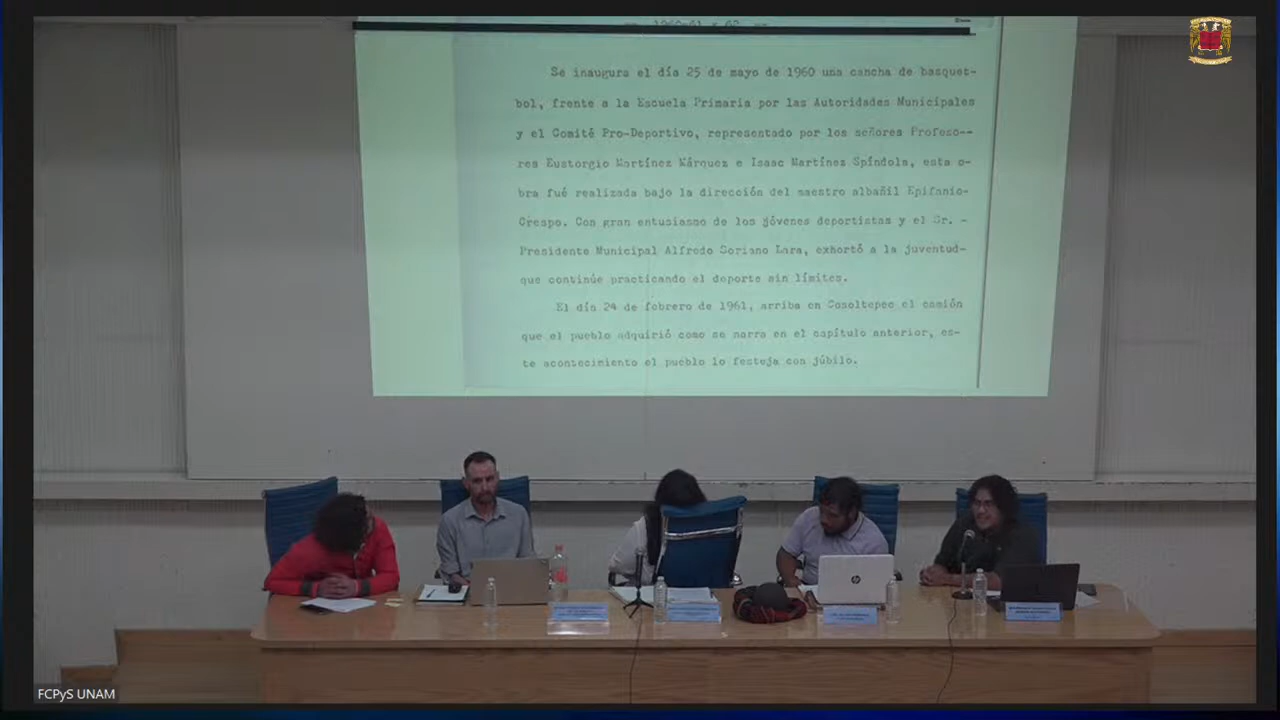 -- 1960-61 y 62 --
Se inaugura el día 25 de mayo de 1960 una cancha de basquet-
bol, frente a la Escuela Primaria por las Autoridades Municipales
y el Comité Pro-Deportivo, representado por los señores Profeso--
res Eustorgio Martínez Márquez e Isaac Martínez Spíndola, esta o-
bra fué realizada bajo la dirección del maestro albañil Epifanio-
Crespo. Con gran entusiasmo de los jóvenes deportistas y el Sr. -
Presidente Municipal Alfredo Soriano Lara, exhortó a la juventud-
que continúe practicando el deporte sin límites.
El día 24 de febrero de 1961, arriba en Cosoltepec el camión
que el pueblo adquirió como se narra en el capítulo anterior, es-
te acontecimiento el pueblo lo festeja con júbilo.
hp
FCPyS UNAM